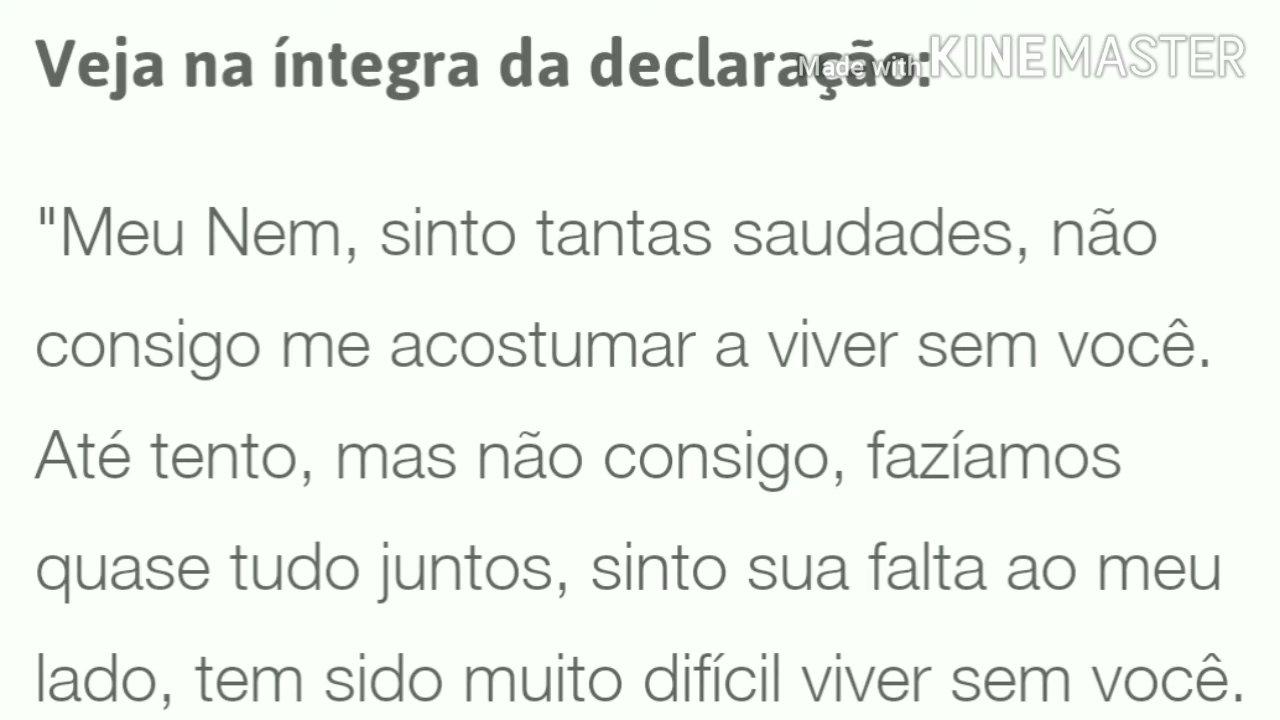 Veja na íntegra da declaração:
Made with KINEMASTER
"Meu Nem, sinto tantas saudades, não
consigo me acostumar a viver sem você.
Até tento, mas não consigo, fazíamos
quase tudo juntos, sinto sua falta ao meu
lado, tem sido muito difícil viver sem você.